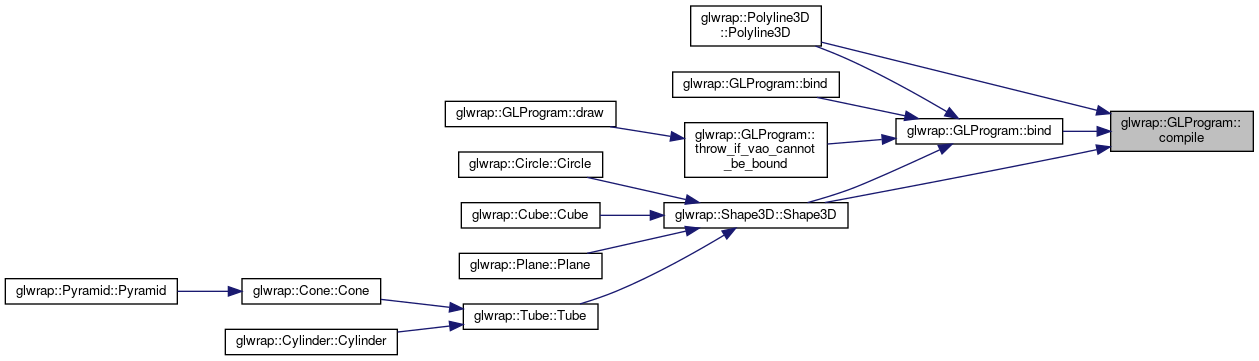 glwrap::Polyline3D
::Polyline3D
glwrap::GLProgram::bind
glwrap::GLProgram::draw
glwrap::GLProgram::
throw_if_vao_cannot
_be_bound
glwrap::GLProgram::bind
glwrap::GLProgram::
compile
glwrap::Circle::Circle
glwrap::Cube::Cube
glwrap::Shape3D::Shape3D
glwrap::Plane::Plane
glwrap::Pyramid::Pyramid
glwrap::Cone::Cone
glwrap::Tube::Tube
glwrap::Cylinder::Cylinder